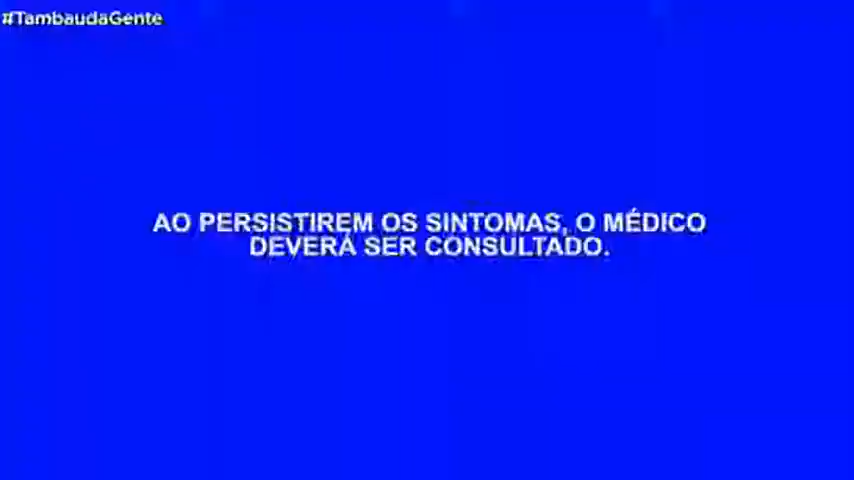 #TambaudaGente
AO PERSISTIREM OS SINTOMAS, O MÉDICO
DEVERÁ SER CONSULTADO.